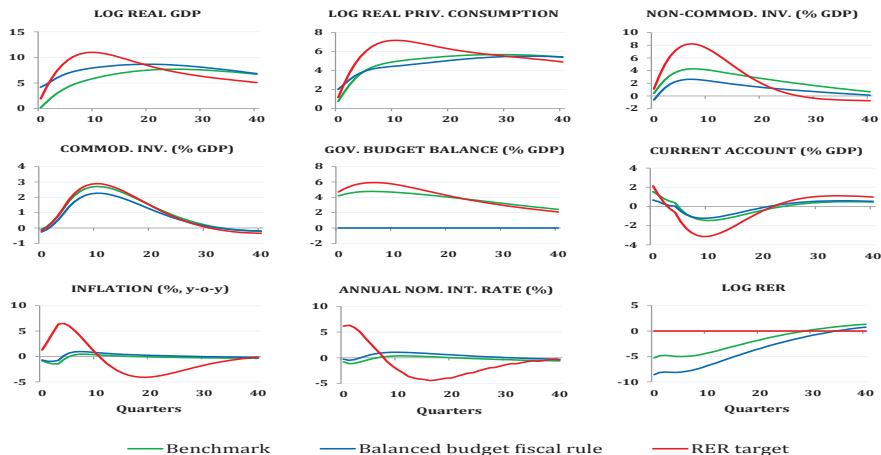 LOG REAL GDP
15
10
5
0
-5
0 10 20 30 40
LOG REAL PRIV. CONSUMPTION
8
6
4
2
0
0 10 20 30 40
NON-COMMOD. INV. (% GDP)
10
8
6
4
2
0
-2
0 10 20 30 40
COMMOD. INV. (% GDP)
4
3
2
1
0
-1
0 10 20 30 40
GOV. BUDGET BALANCE (% GDP)
8
6
4
2
0
-2
0 10 20 30 40
CURRENT ACCOUNT (% GDP)
4
2
0
-2
-4
0 10 20 30 40
INFLATION (%, y-o-y)
10
5
0
-5
0 10 20 30 40
Quarters
ANNUAL NOM. INT. RATE (%)
10
5
0
-5
0 10 20 30 40
Quarters
LOG RER
5
0
-5
-10
0 10 20 30 40
Quarters
Benchmark Balanced budget fiscal rule RER target